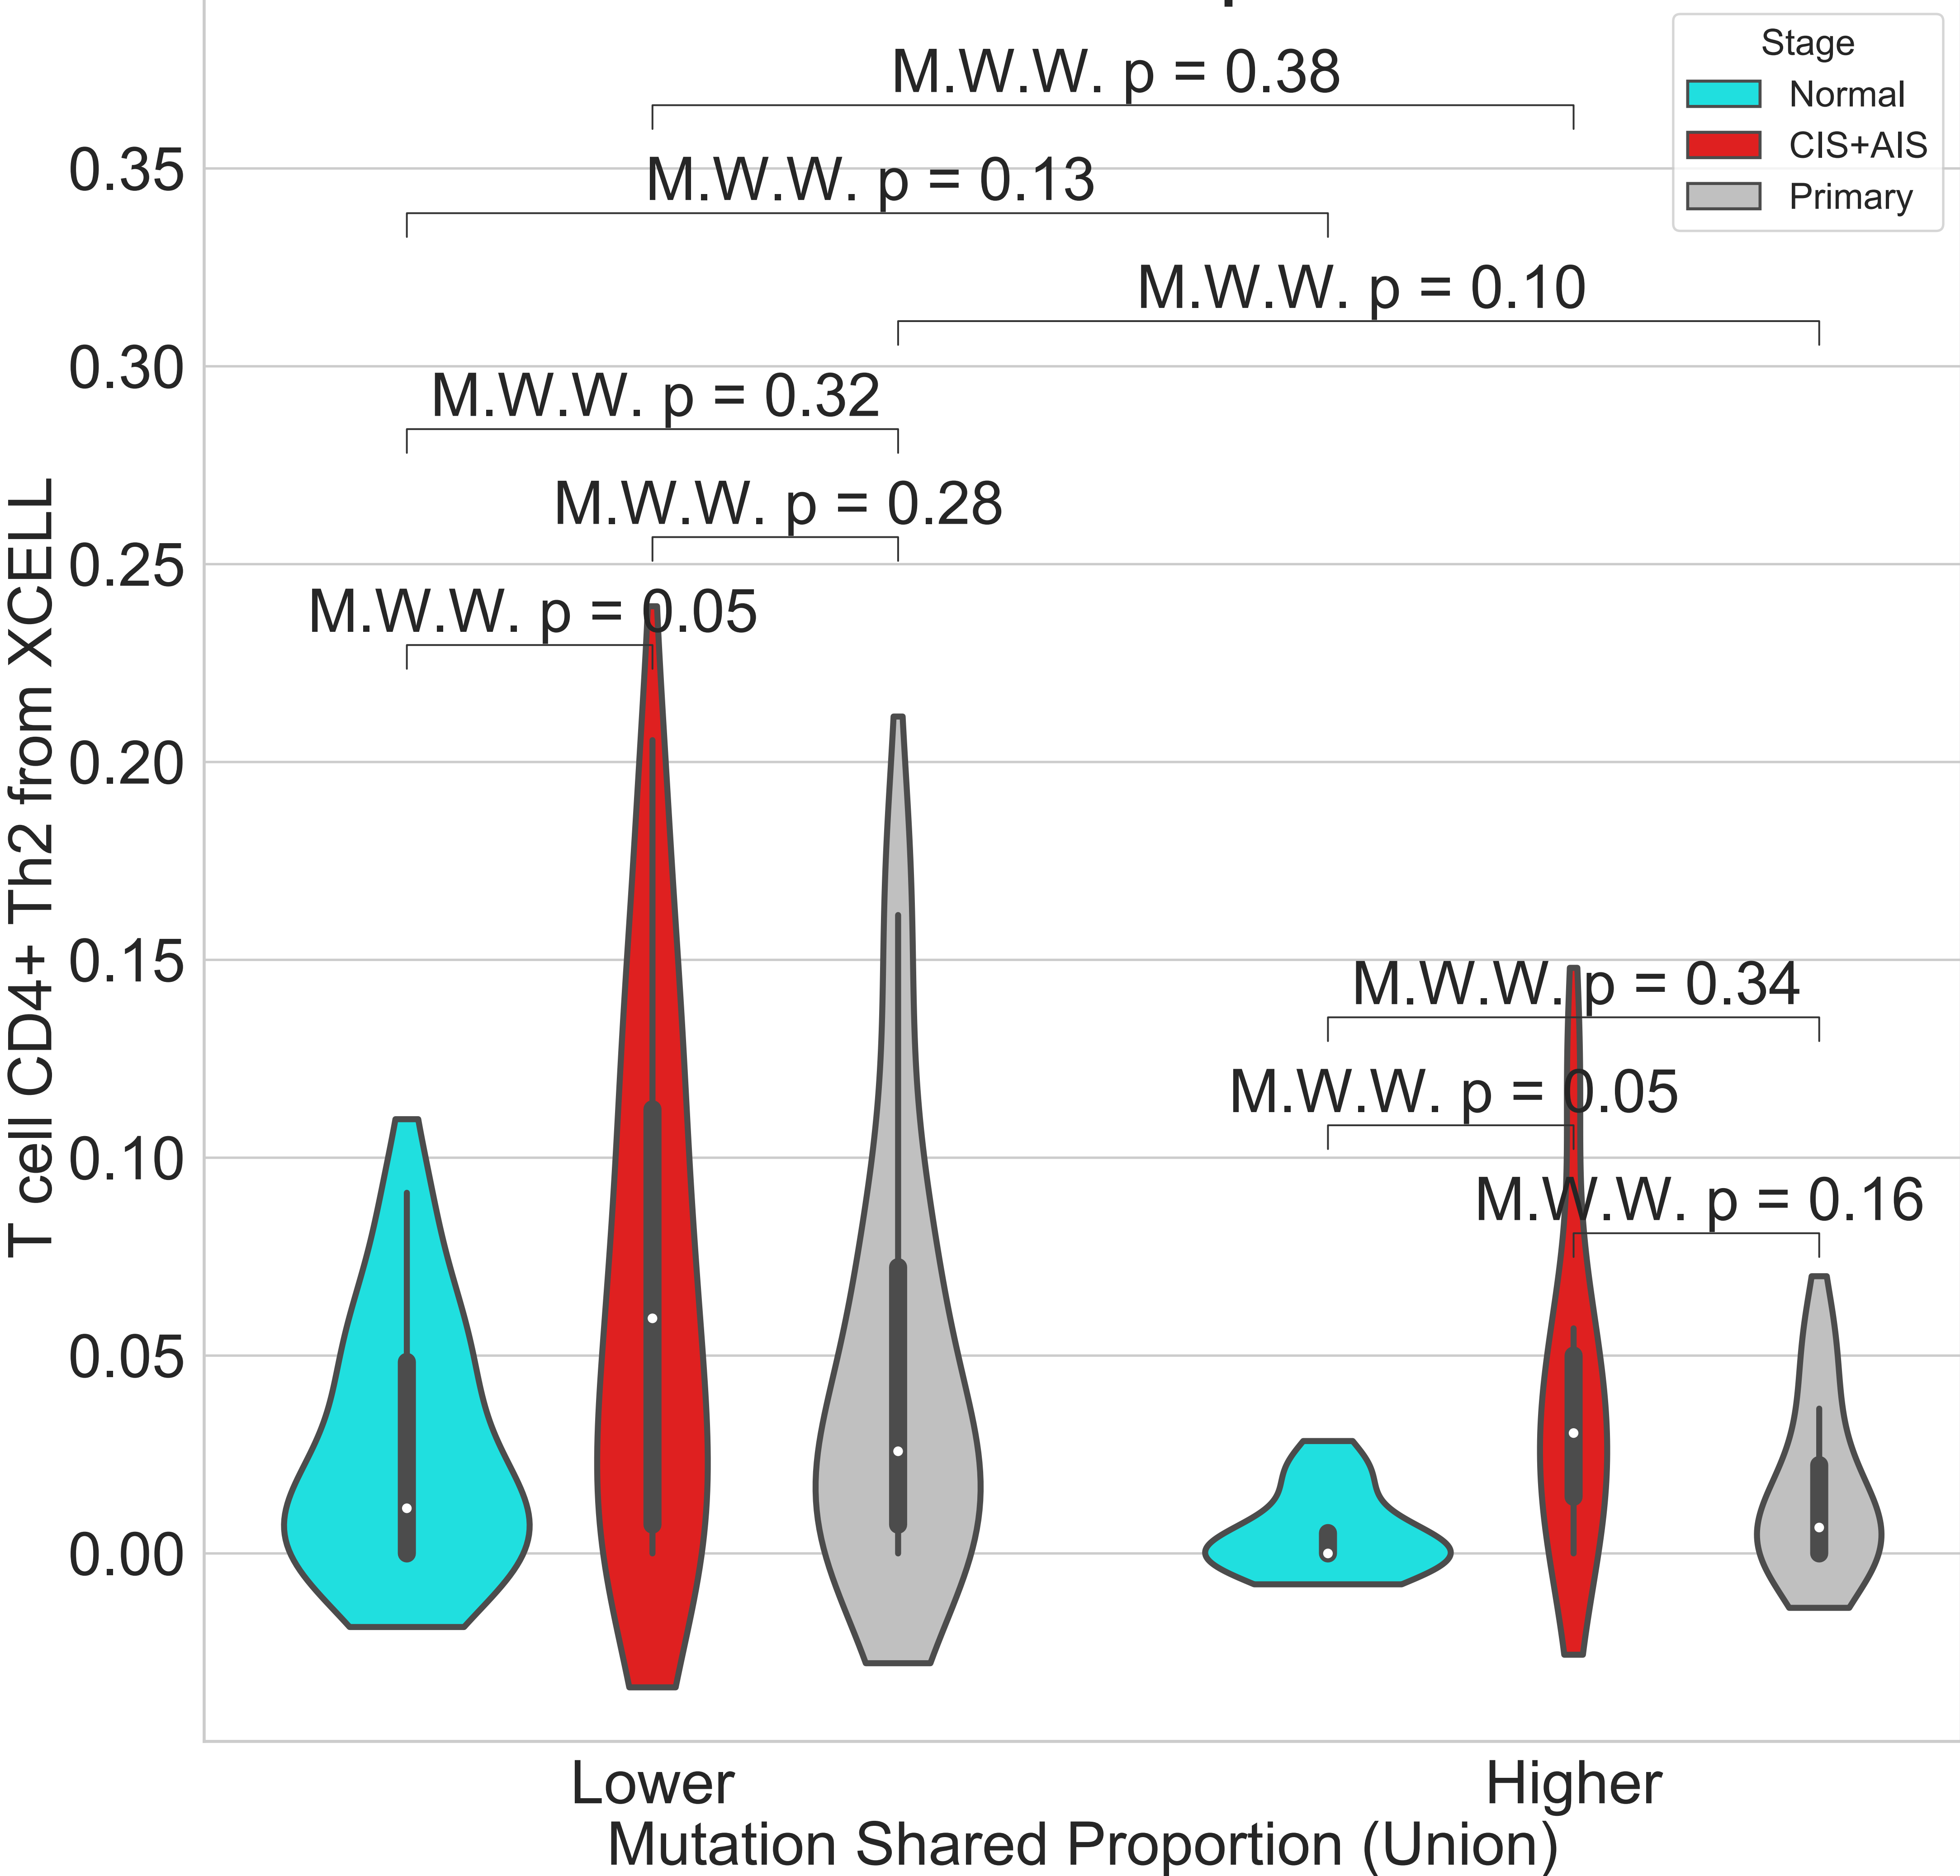 Stage
Normal
CIS+AIS
Primary
M.W.W. p = 0.38
M.W.W. p = 0.13
M.W.W. p = 0.10
M.W.W. p = 0.32
M.W.W. p = 0.28
M.W.W. p = 0.05
M.W.W. p = 0.34
M.W.W. p = 0.05
M.W.W. p = 0.16
T cell CD4+ Th2 from XCELL
0.35
0.30
0.25
0.20
0.15
0.10
0.05
0.00
Lower
Higher
Mutation Shared Proportion (Union)